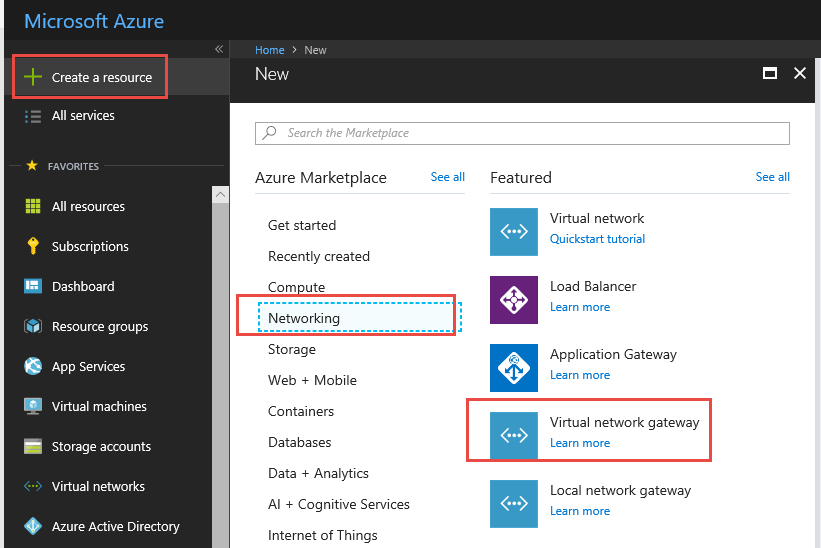 Microsoft Azure
«
Create a resource
All services
FAVORITES
All resources
Subscriptions
Dashboard
Resource groups
App Services
Virtual machines
Storage accounts
Virtual networks
Azure Active Directory
Home > New
New
Search the Marketplace
Azure Marketplace
See all
Get started
Recently created
Compute
Networking
Storage
Web + Mobile
Containers
Databases
Data + Analytics
AI + Cognitive Services
Internet of Things
Featured
See all
Virtual network
Quickstart tutorial
Load Balancer
Learn more
Application Gateway
Learn more
Virtual network gateway
Learn more
Local network gateway
Learn more